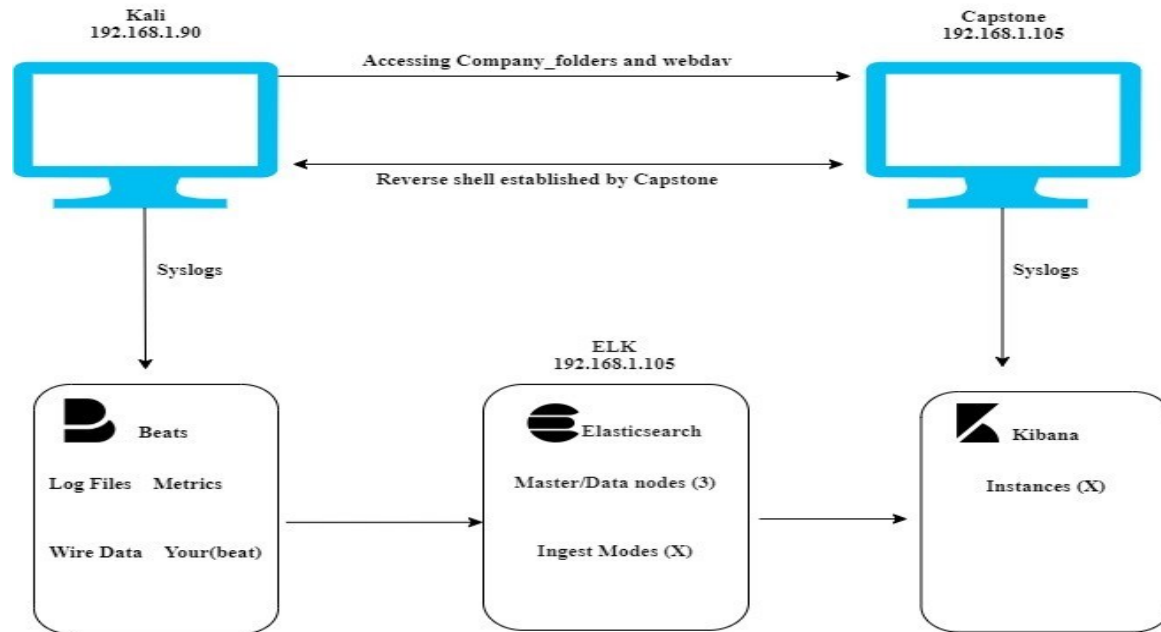 Kali
192.168.1.90
Capstone
192.168.1.105
Accessing Company_folders and webdav
Reverse shell established by Capstone
Syslogs
Syslogs
ELK
192.168.1.105
Beats
Log Files Metrics
Wire Data Your(beat)
Elasticsearch
Master/Data nodes (3)
Ingest Modes (X)
Kibana
Instances (X)